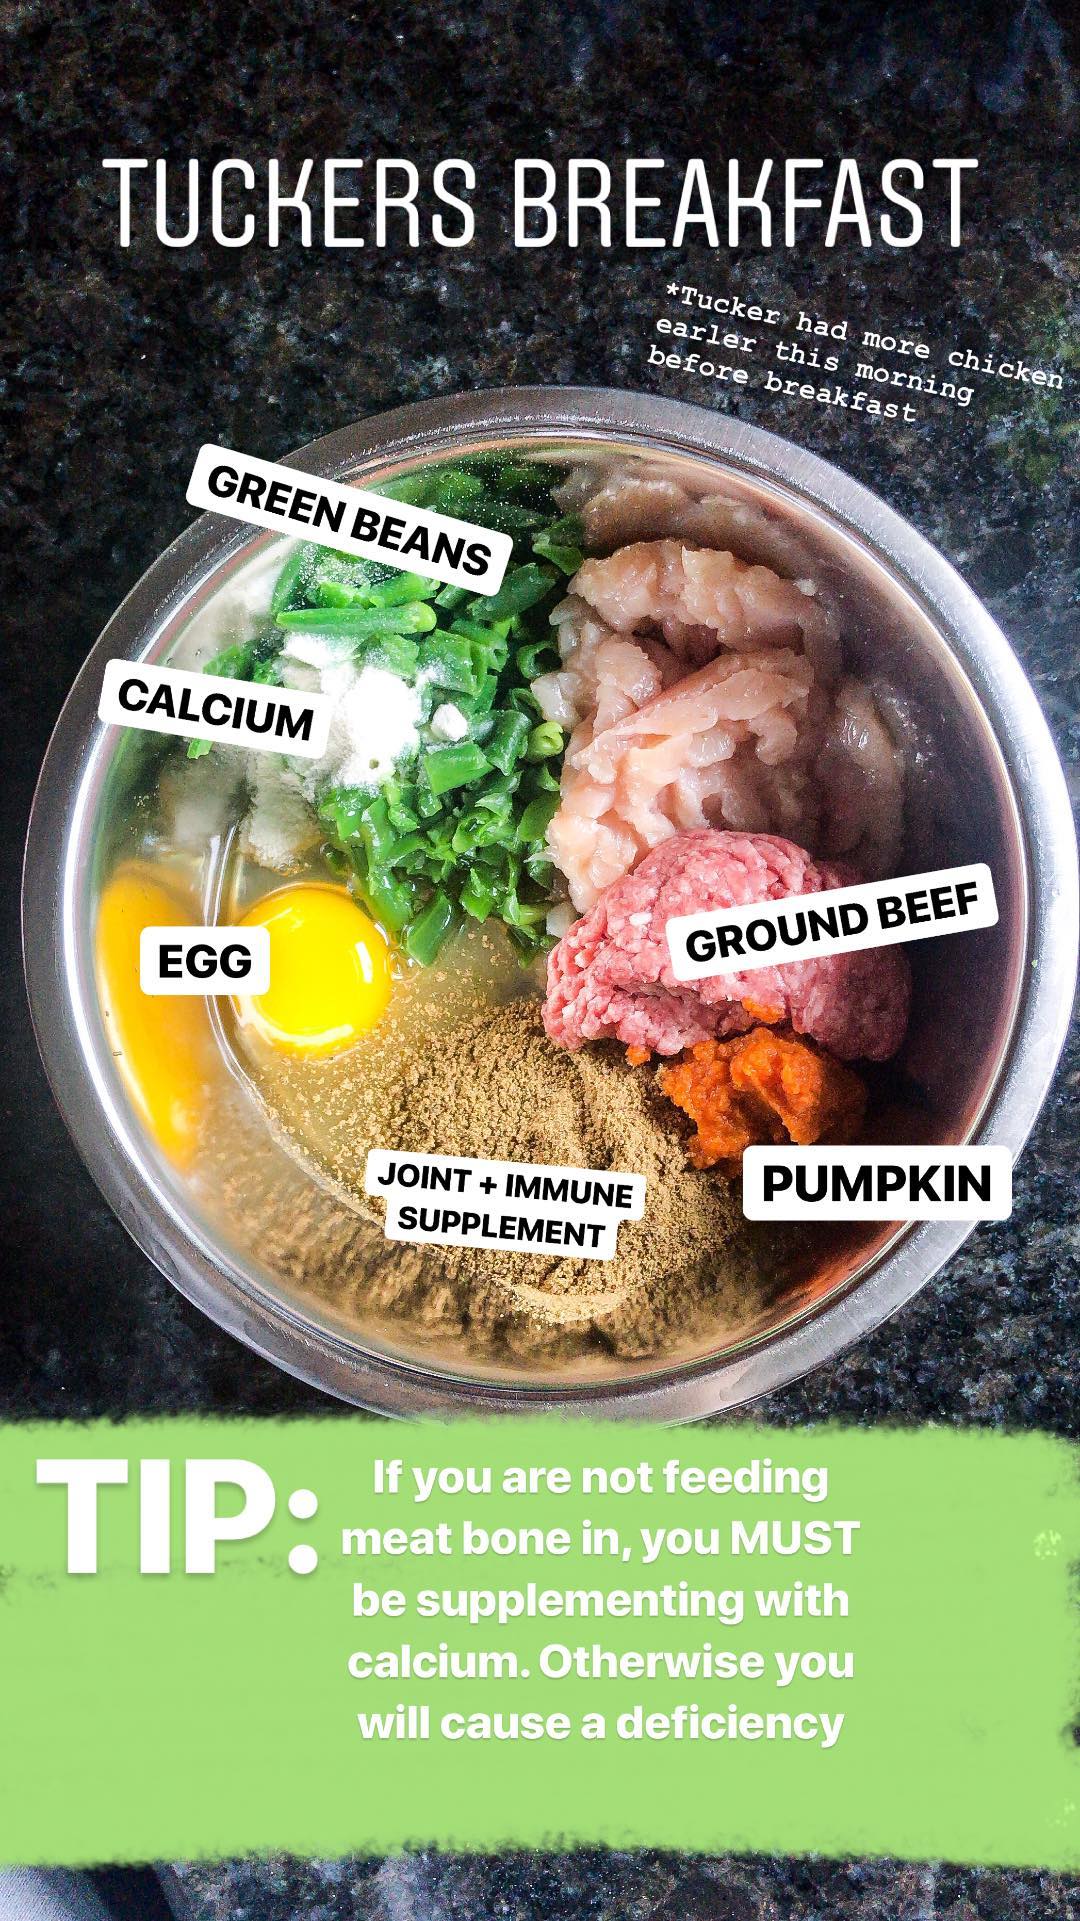 TUCKERS BREAKFAST
*Tucker had more chicken
earler this morning
before breakfast
GREEN BEANS
CALCIUM
EGG
GROUND BEEF
JOINT + IMMUNE
SUPPLEMENT
PUMPKIN
TIP:
If you are not feeding
meat bone in, you MUST
be supplementing with
calcium. Otherwise you
will cause a deficiency